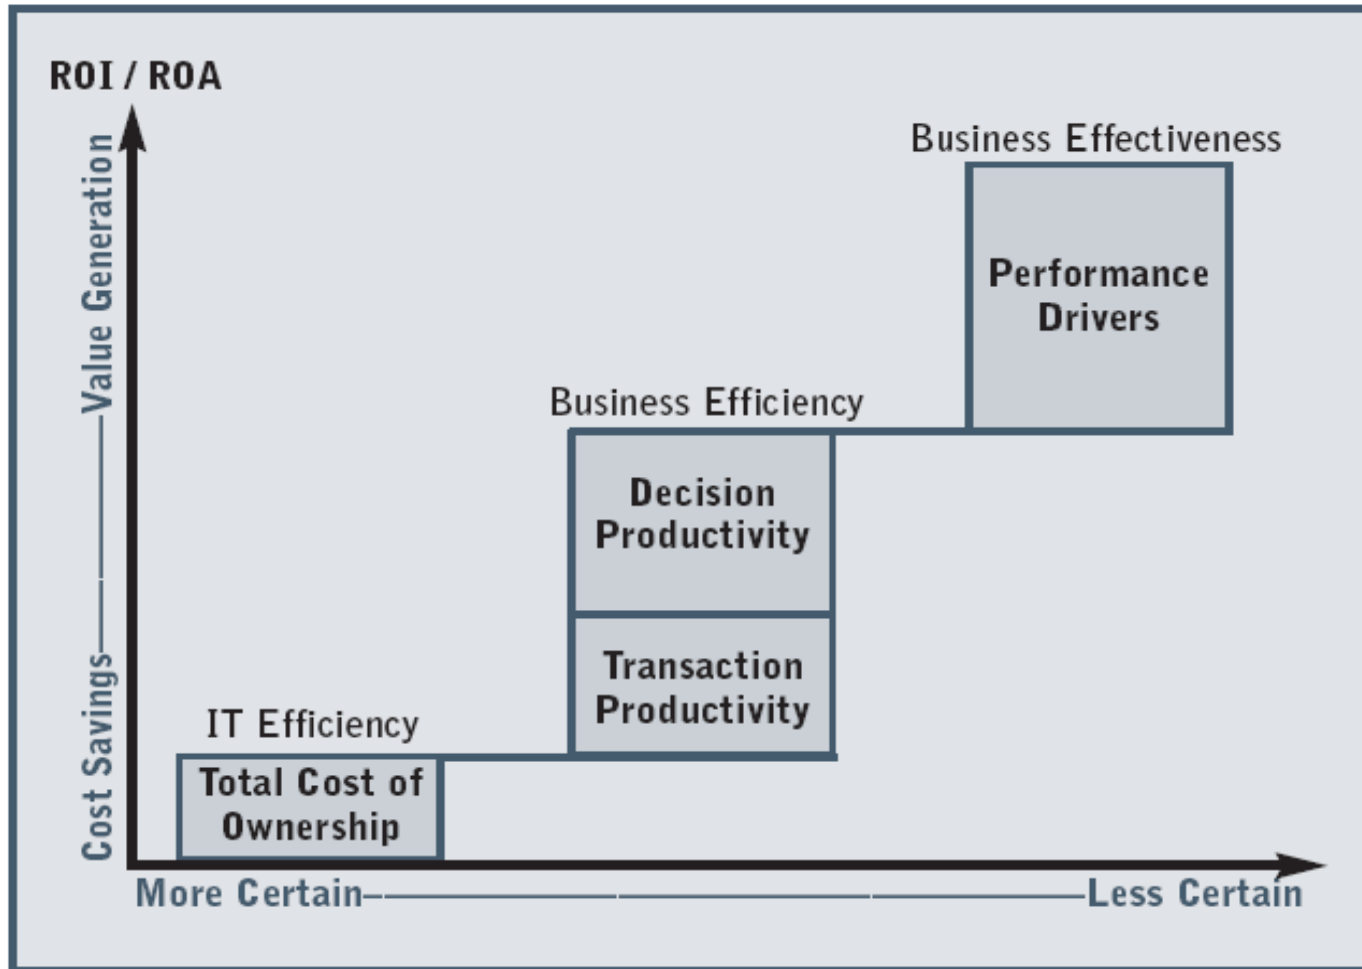 ROI / ROA
Value Generation
Cost Savings
Business Effectiveness
Performance
Drivers
Business Efficiency
Decision
Productivity
Transaction
Productivity
IT Efficiency
Total Cost of
Ownership
More Certain
Less Certain